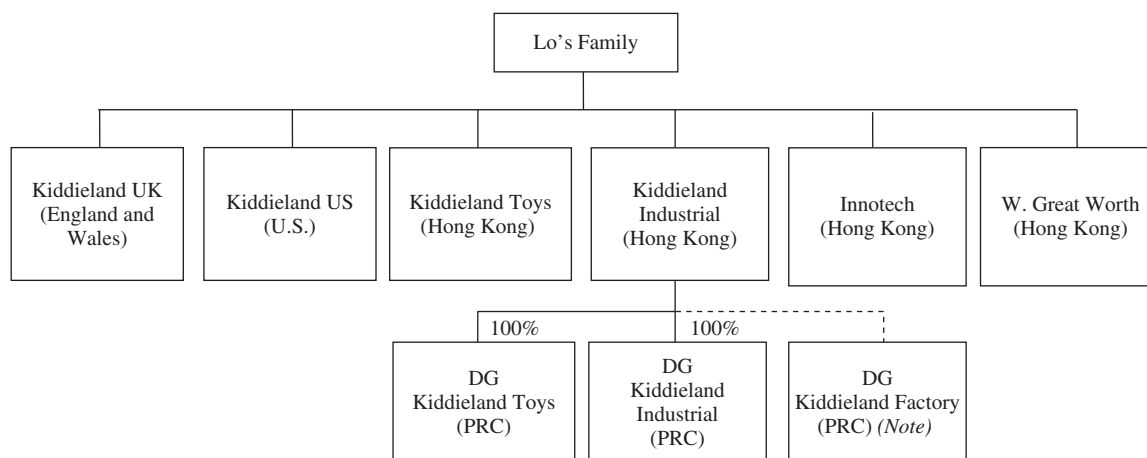 Lo’s Family
Kiddieland UK
(England and
Wales)
Kiddieland US
(U.S.)
Kiddieland Toys
(Hong Kong)
Kiddieland
Industrial
(Hong Kong)
Innotech
(Hong Kong)
W. Great Worth
(Hong Kong)
100%
100%
DG
Kiddieland Toys
(PRC)
DG
Kiddieland
Industrial
(PRC)
DG
Kiddieland Factory
(PRC) (Note)